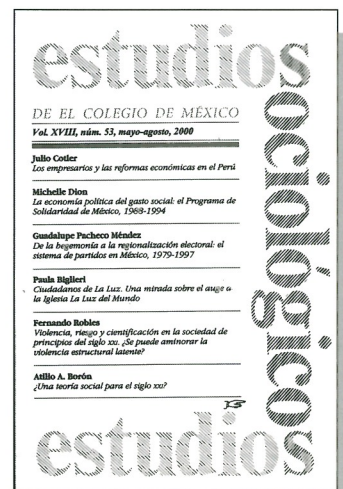 estudios
sociológicos
DE EL COLEGIO DE MÉXICO
Vol. XVIII, núm. 53, mayo-agosto, 2000
Julio Cotler
Los empresarios y las reformas económicas en el Perú
Michelle Dion
La economía política del gasto social: el Programa de
Solidaridad de México, 1968-1994
Guadalupe Pacheco Méndez
De la hegemonía a la regionalización electoral: el
sistema de partidos en México, 1979-1997
Paula Biglieri
Ciudadanos de La Luz. Una mirada sobre el auge
la Iglesia La Luz del Mundo
Fernando Robles
Violencia, riesgo y cientificación en la sociedad de
principios del siglo XXI. ¿Se puede aminorar la
violencia estructural latente?
Atilio A. Borón
¿Una teoría social para el siglo XXI?
estudios